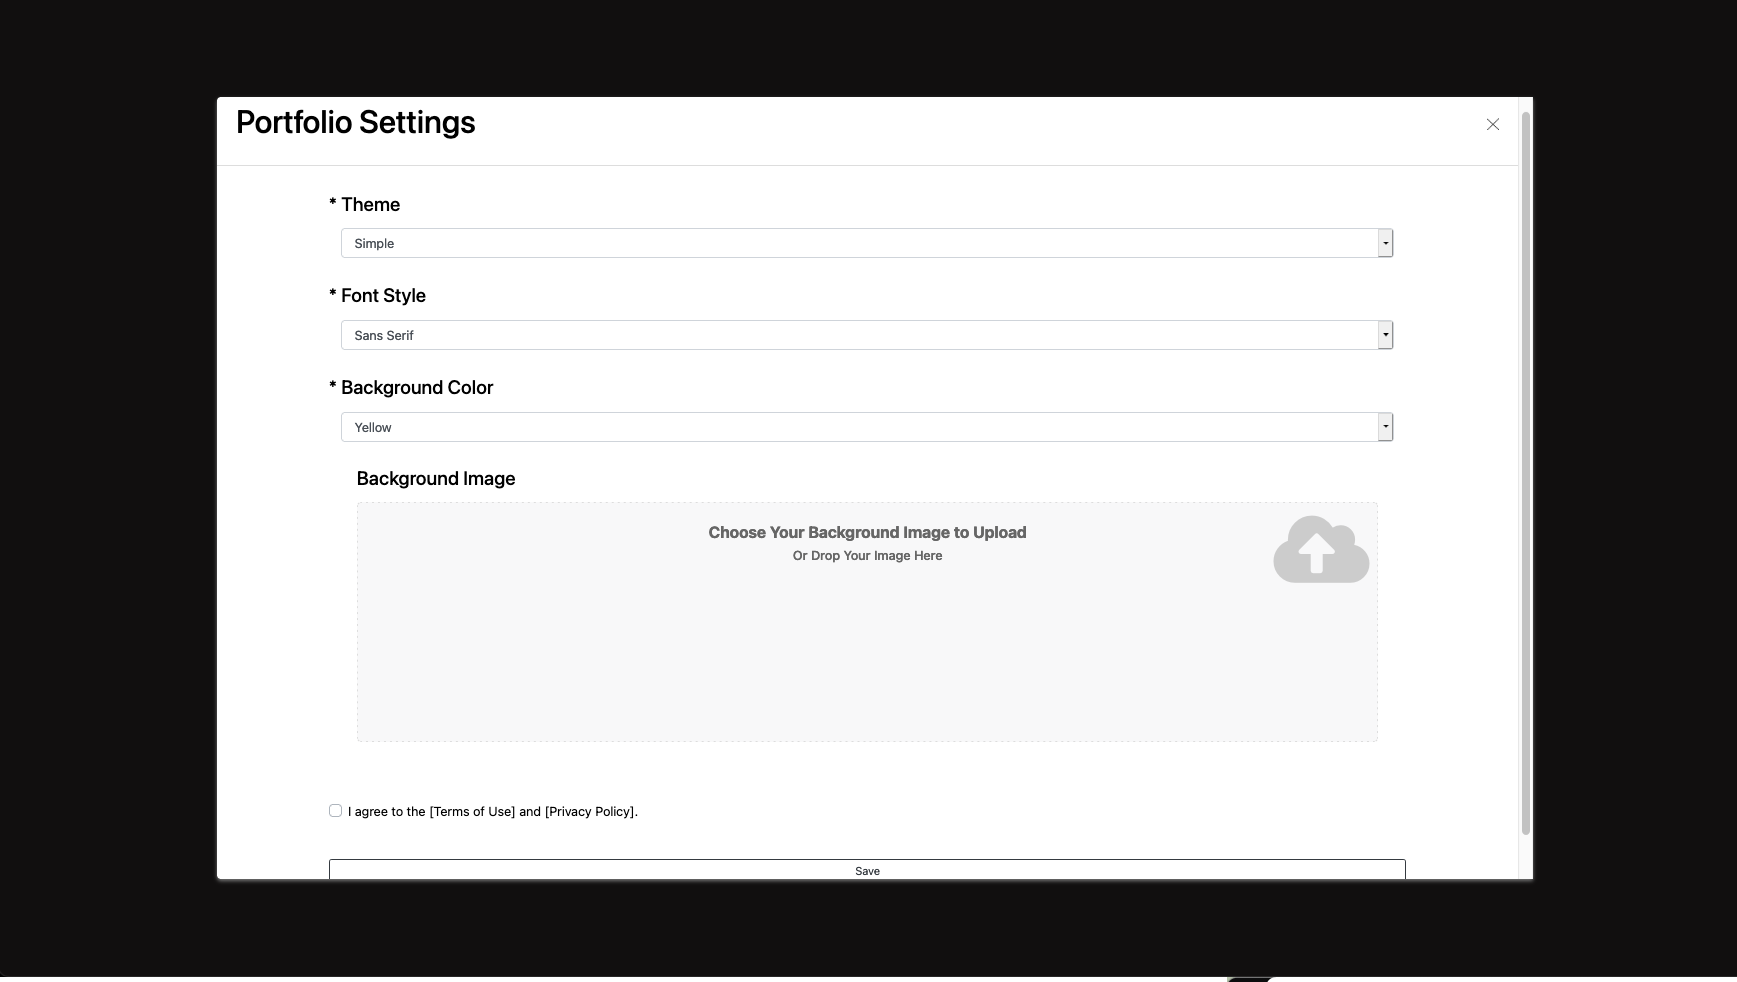 Portfolio Settings
* Theme
Simple
* Font Style
Sans Serif
* Background Color
Yellow
Background Image
Choose Your Background Image to Upload
Or Drop Your Image Here
I agree to the [Terms of Use] and [Privacy Policy].
Save